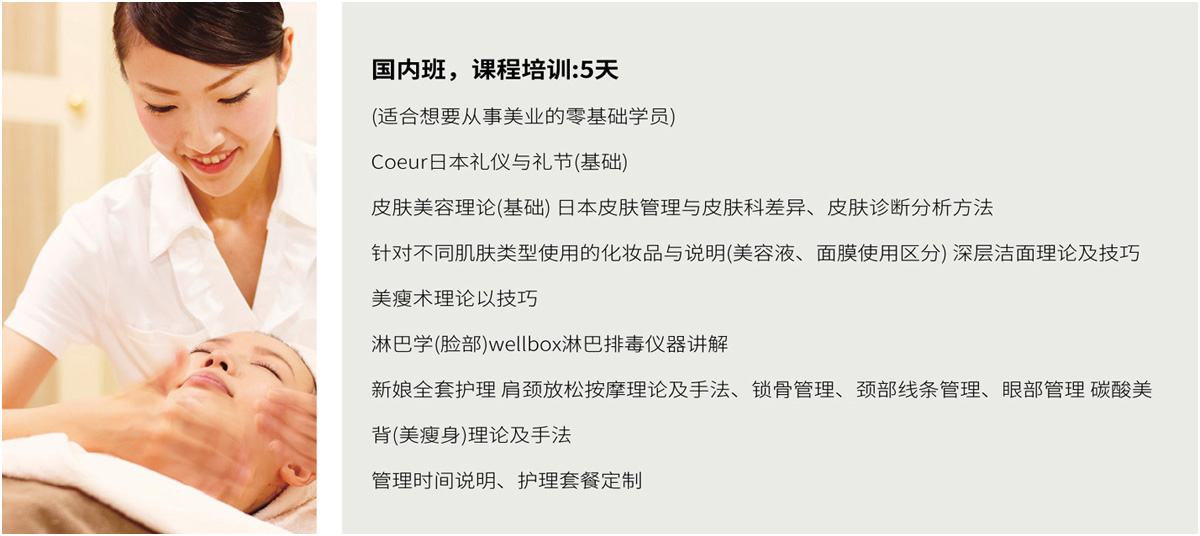 国内班，课程培训:5天
(适合想要从事美业的零基础学员)
Coeur日本礼仪与礼节(基础)
皮肤美容理论(基础) 日本皮肤管理与皮肤科差异、皮肤诊断分析方法
针对不同肌肤类型使用的化妆品与说明(美容液、面膜使用区分) 深层洁面理论及技巧
美瘦术理论以技巧
淋巴学(脸部)wellbox淋巴排毒仪器讲解
新娘全套护理 肩颈放松按摩理论及手法、锁骨管理、颈部线条管理、眼部管理 碳酸美
背(美瘦身)理论及手法
管理时间说明、护理套餐定制